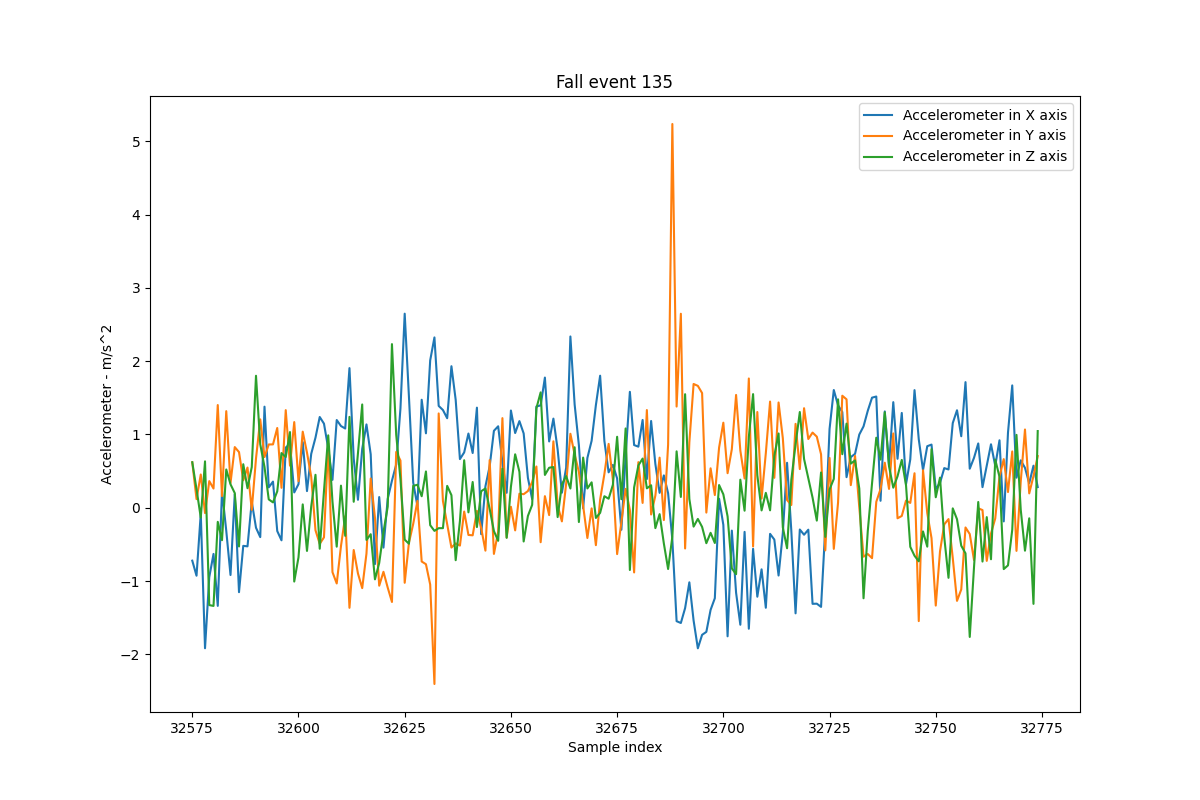 Fall event 135
Accelerometer in X axis
Accelerometer in Y axis
Accelerometer in Z axis
Accelerometer - m/s^2
5
4
3
2
1
0
−1
−2
32575 32600 32625 32650 32675 32700 32725 32750 32775
Sample index